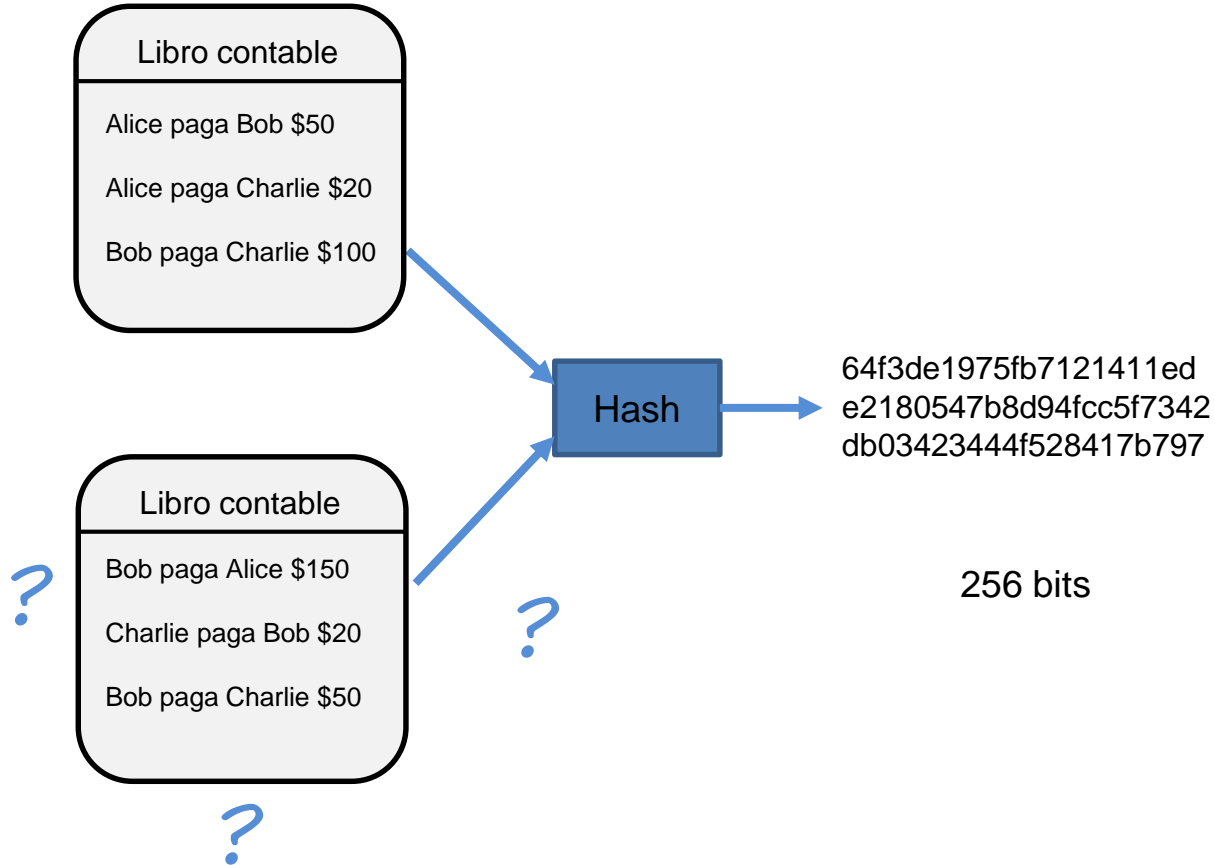 Libro contable
Alice paga Bob $50
Alice paga Charlie $20
Bob paga Charlie $100
Hash
64f3de1975fb7121411ed
e2180547b8d94fcc5f7342
db03423444f528417b797
256 bits
Libro contable
Bob paga Alice $150
Charlie paga Bob $20
Bob paga Charlie $50
?
?
?